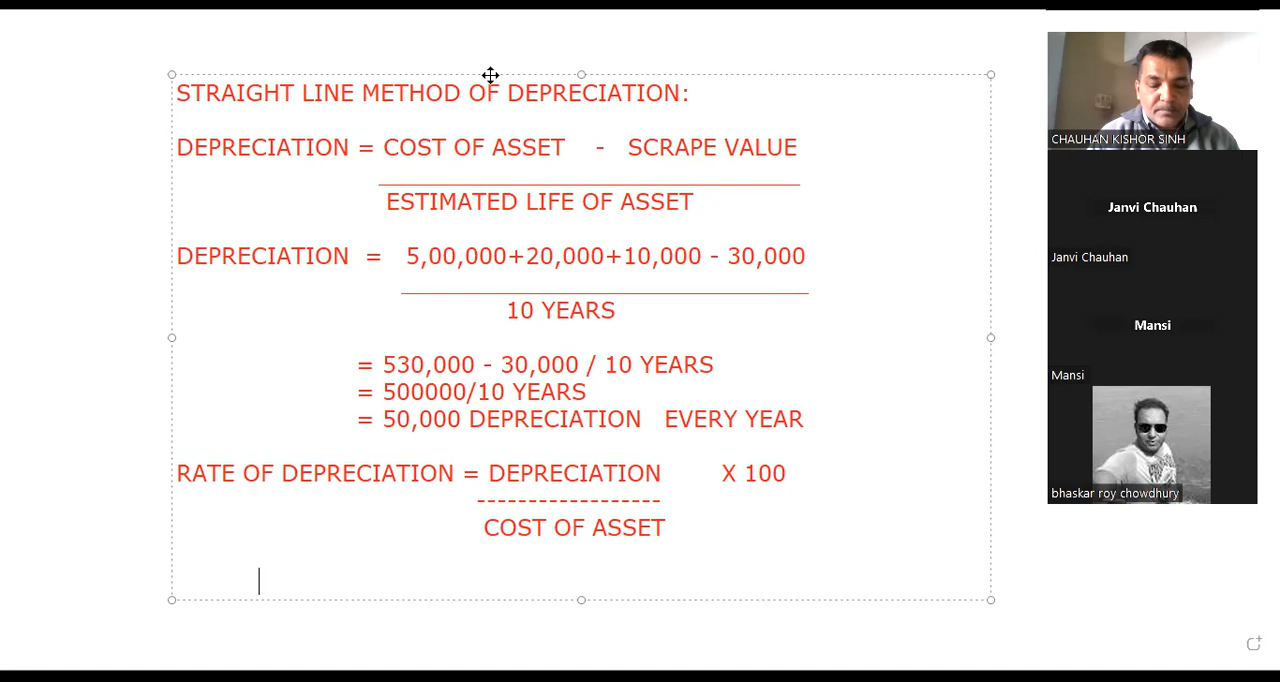 STRAIGHT LINE METHOD OF DEPRECIATION:
DEPRECIATION = COST OF ASSET - SCRAPE VALUE
ESTIMATED LIFE OF ASSET
DEPRECIATION = 5,00,000+20,000+10,000 - 30,000
10 YEARS
= 530,000 - 30,000 / 10 YEARS
= 500000/10 YEARS
= 50,000 DEPRECIATION EVERY YEAR
RATE OF DEPRECIATION = DEPRECIATION X 100
------------------
COST OF ASSET
CHAUHAN KISHOR SINH
Janvi Chauhan
Janvi Chauhan
Mansi
Mansi
bhaskar roy chowdhury